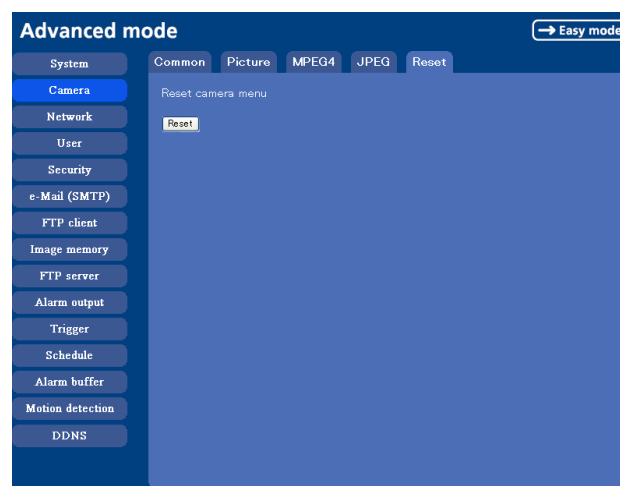 Advanced mode
→ Easy mode
System
Camera
Network
User
Security
e-Mail (SMTP)
FTP client
Image memory
FTP server
Alarm output
Trigger
Schedule
Alarm buffer
Motion detection
DDNS
Common Picture MPEG4 JPEG Reset
Reset camera menu
Reset